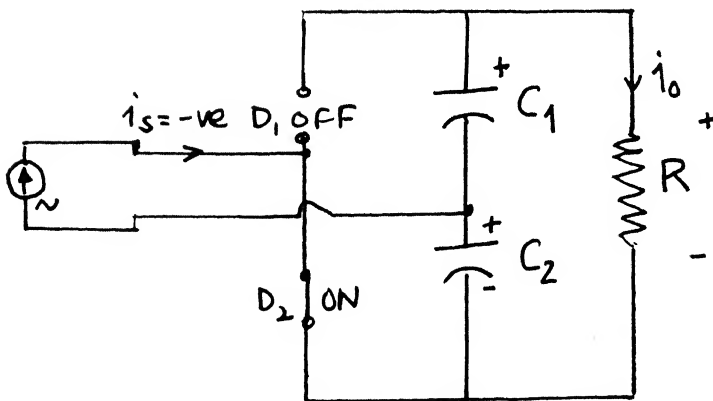 i_s = -ve D_1 OFF
+
C_1
i_o
+
R
-
~
+
C_2
-
D_2 ON